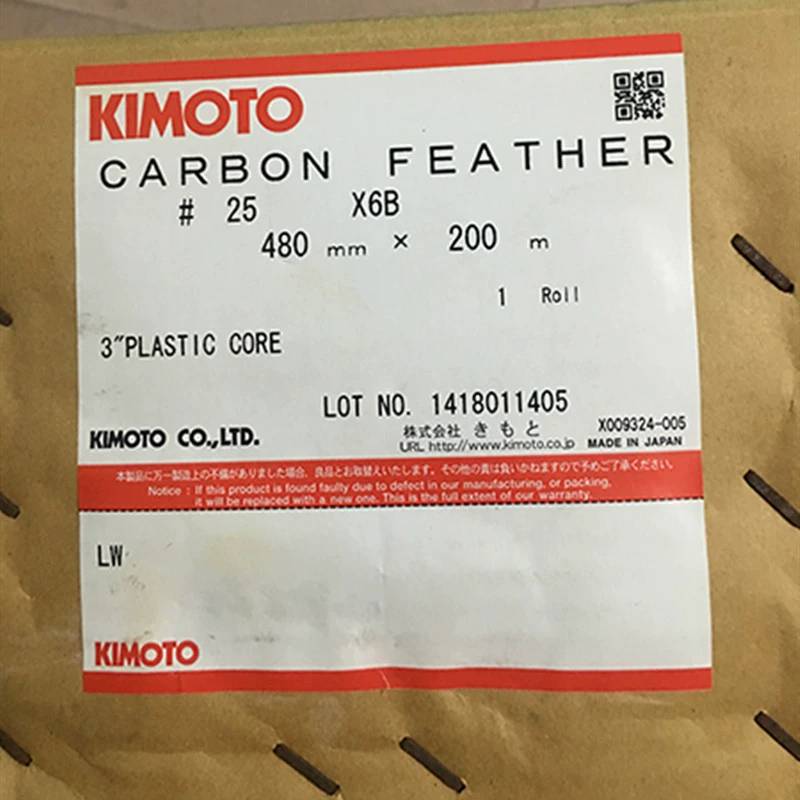 KIMOTO
CARBON FEATHER
# 25 X6B
480 mm × 200 m
1 Roll
3"PLASTIC CORE
LOT NO. 1418011405
KIMOTO CO.,LTD.
株式会社 きもと
X009324-005
URL http://www.kimoto.co.jp
MADE IN JAPAN
本製品に万一製造上の不備がありました場合、良品とお取替えいたします。その他の責は負いかねますので予めご了承ください。
Notice : If this product is found faulty due to defect in our manufacturing, or packing,
it will be replaced with a new one. This is the full extent of our warranty.
LW
KIMOTO